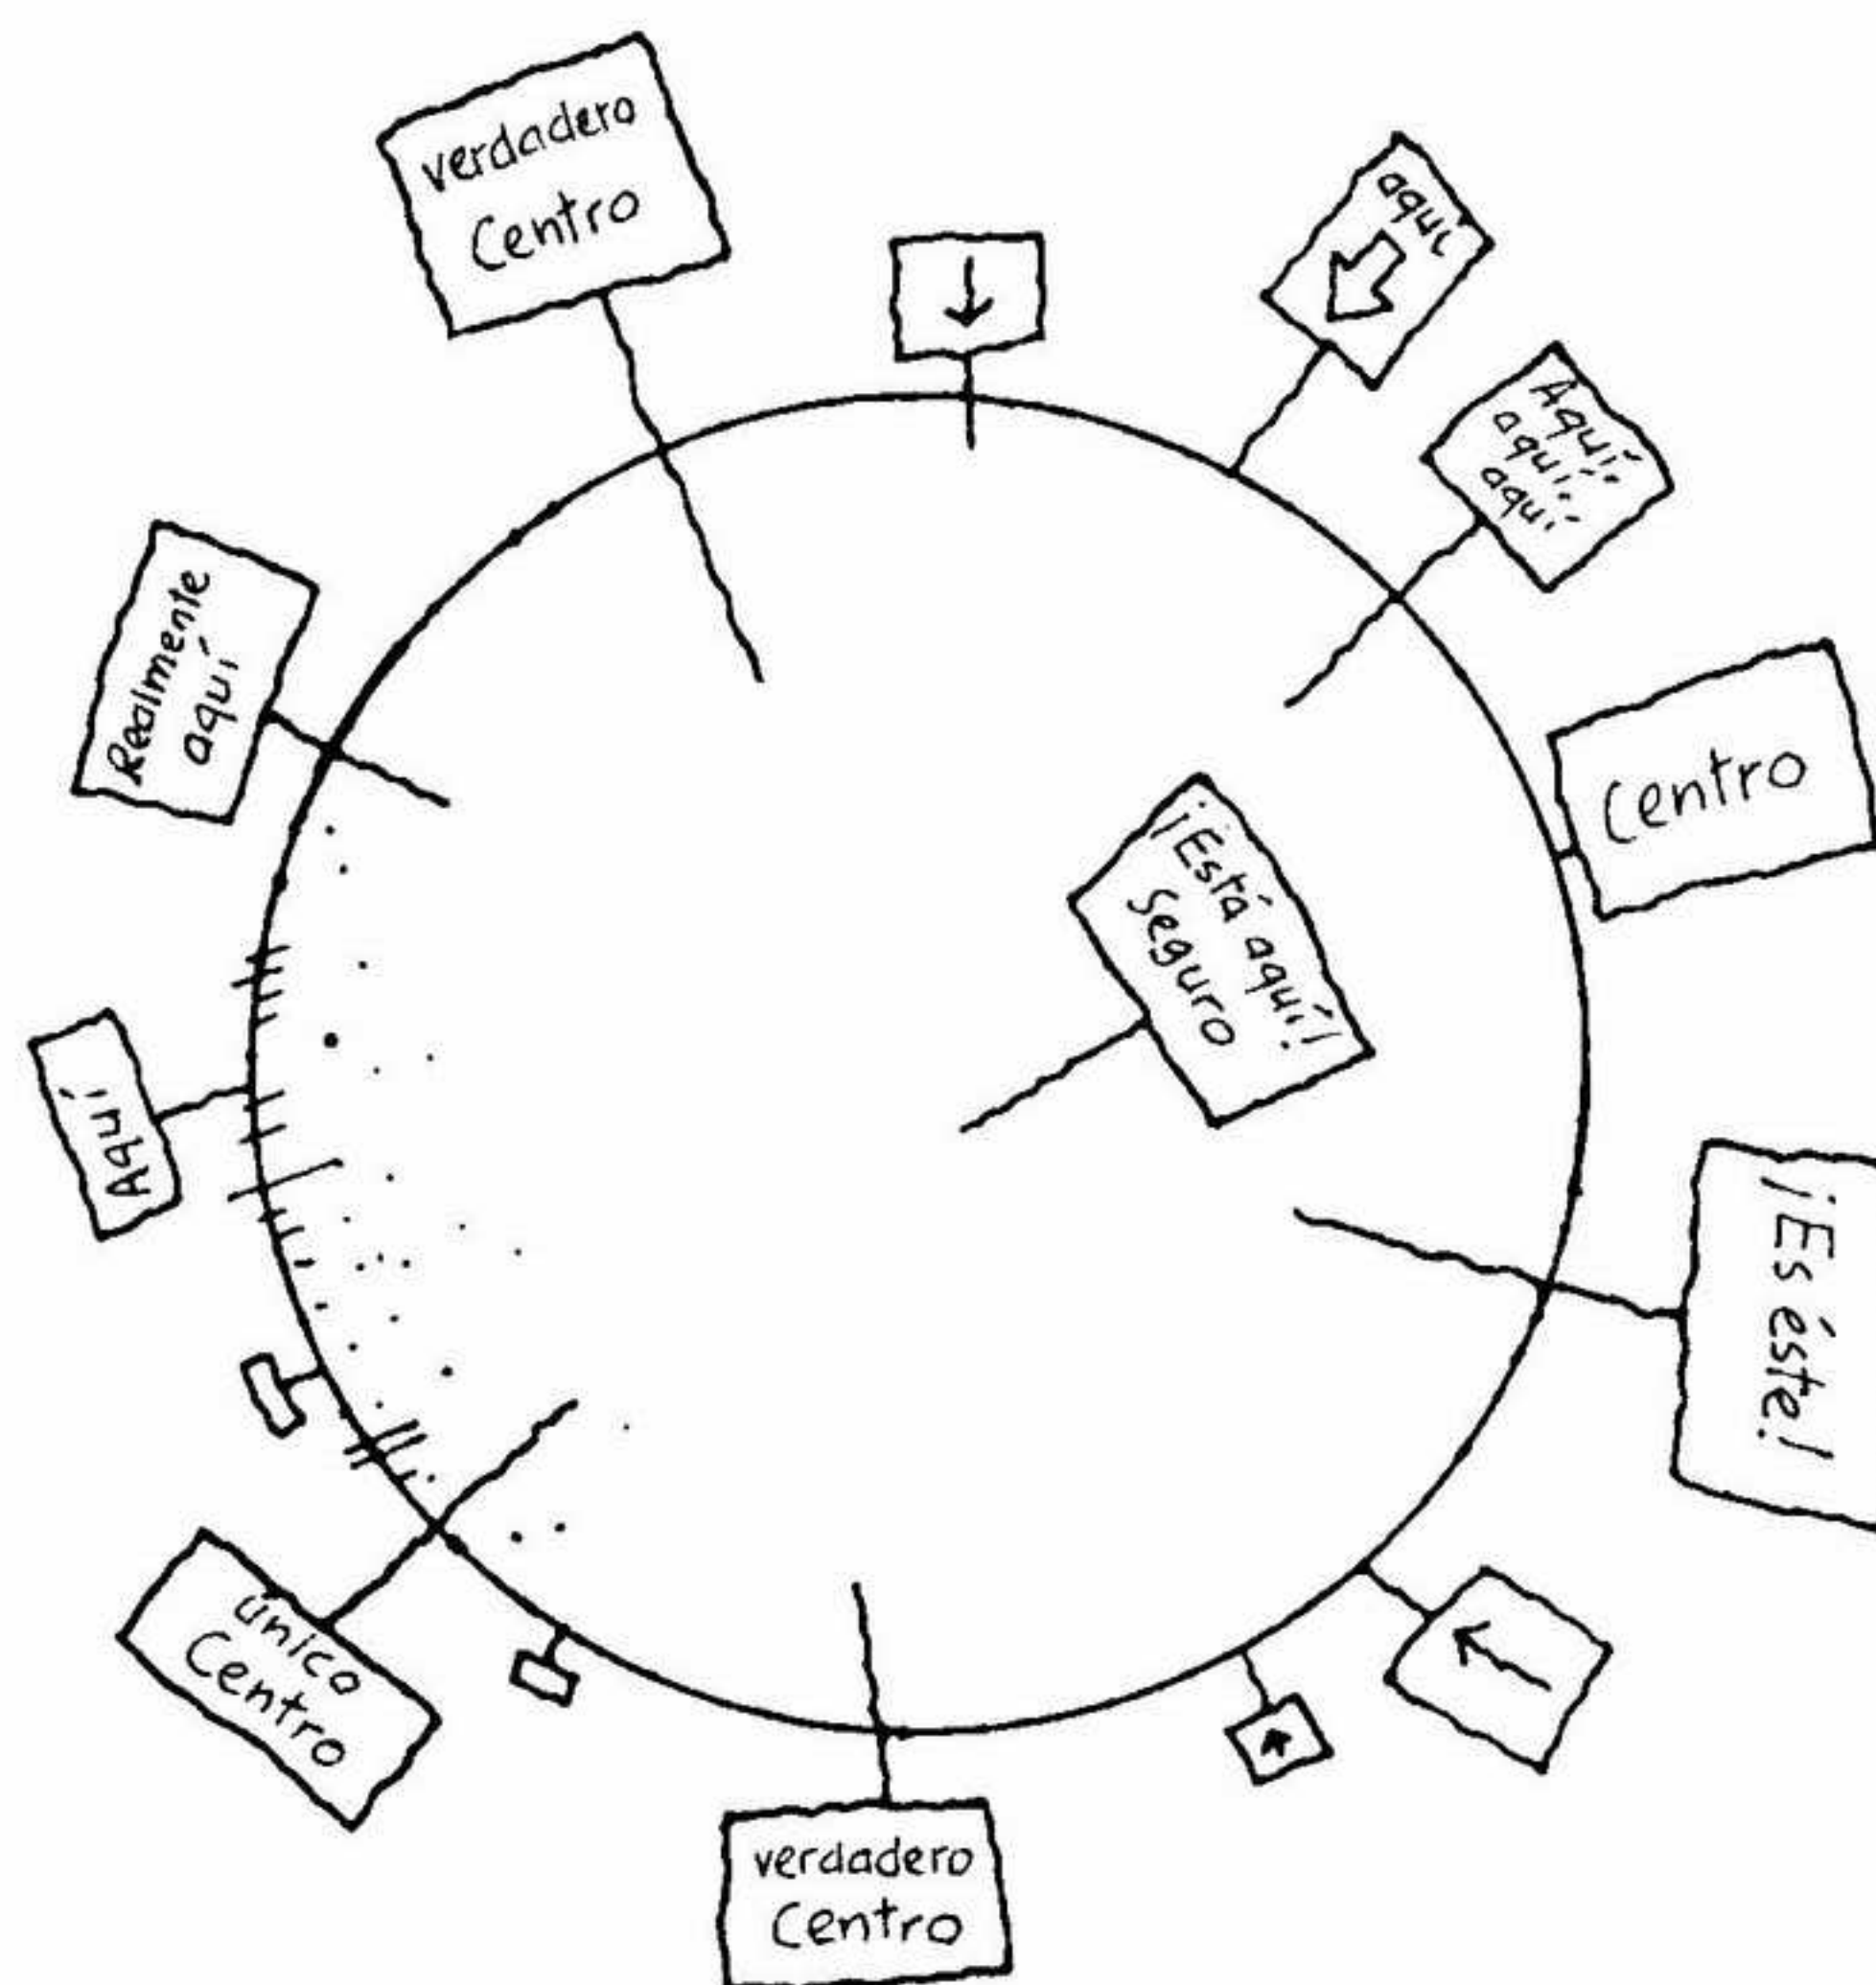 verdadero
Centro
aquí
Aquí
aquí
aquí
Realmente
aquí
Centro
¡Está aquí!
Seguro
Aquí
¡Es éste!
único
Centro
verdadero
Centro